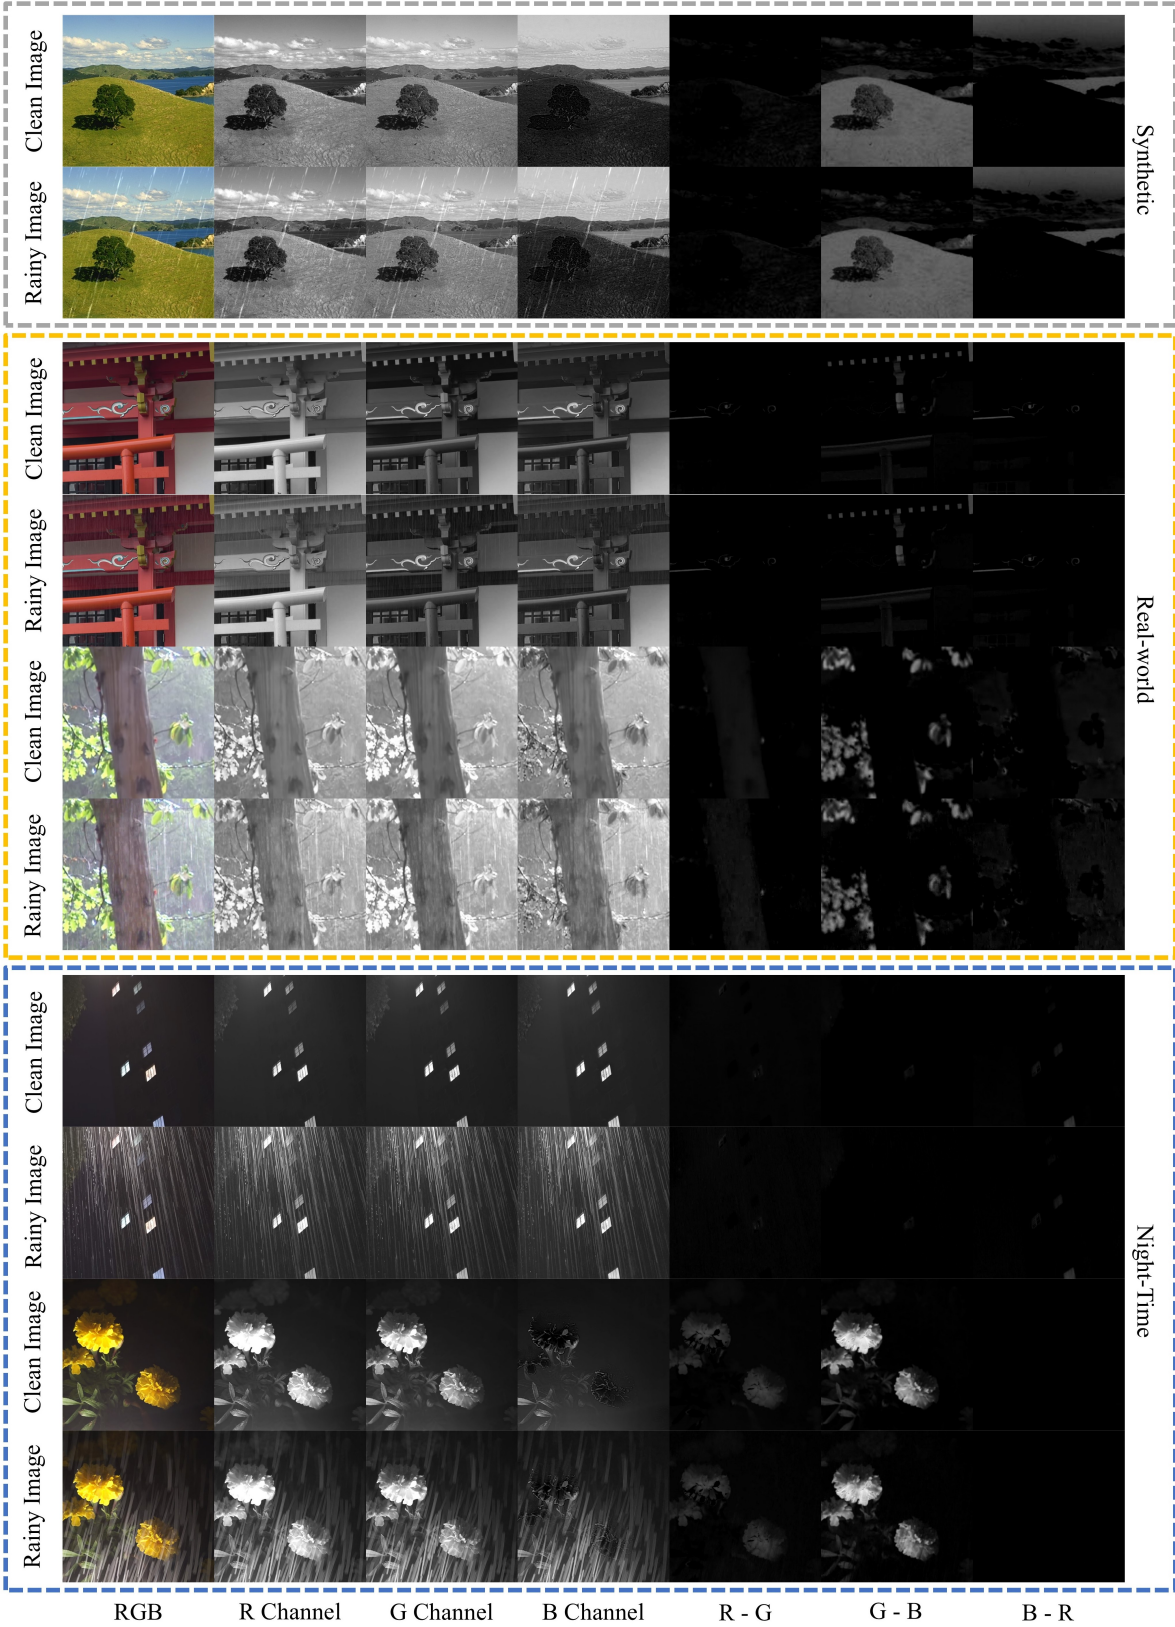 Clean Image
Rainy Image
Synthetic
Clean Image
Rainy Image
Clean Image
Rainy Image
Real-world
Clean Image
Rainy Image
Clean Image
Rainy Image
Night-Time
RGB
R Channel
G Channel
B Channel
R - G
G - B
B - R